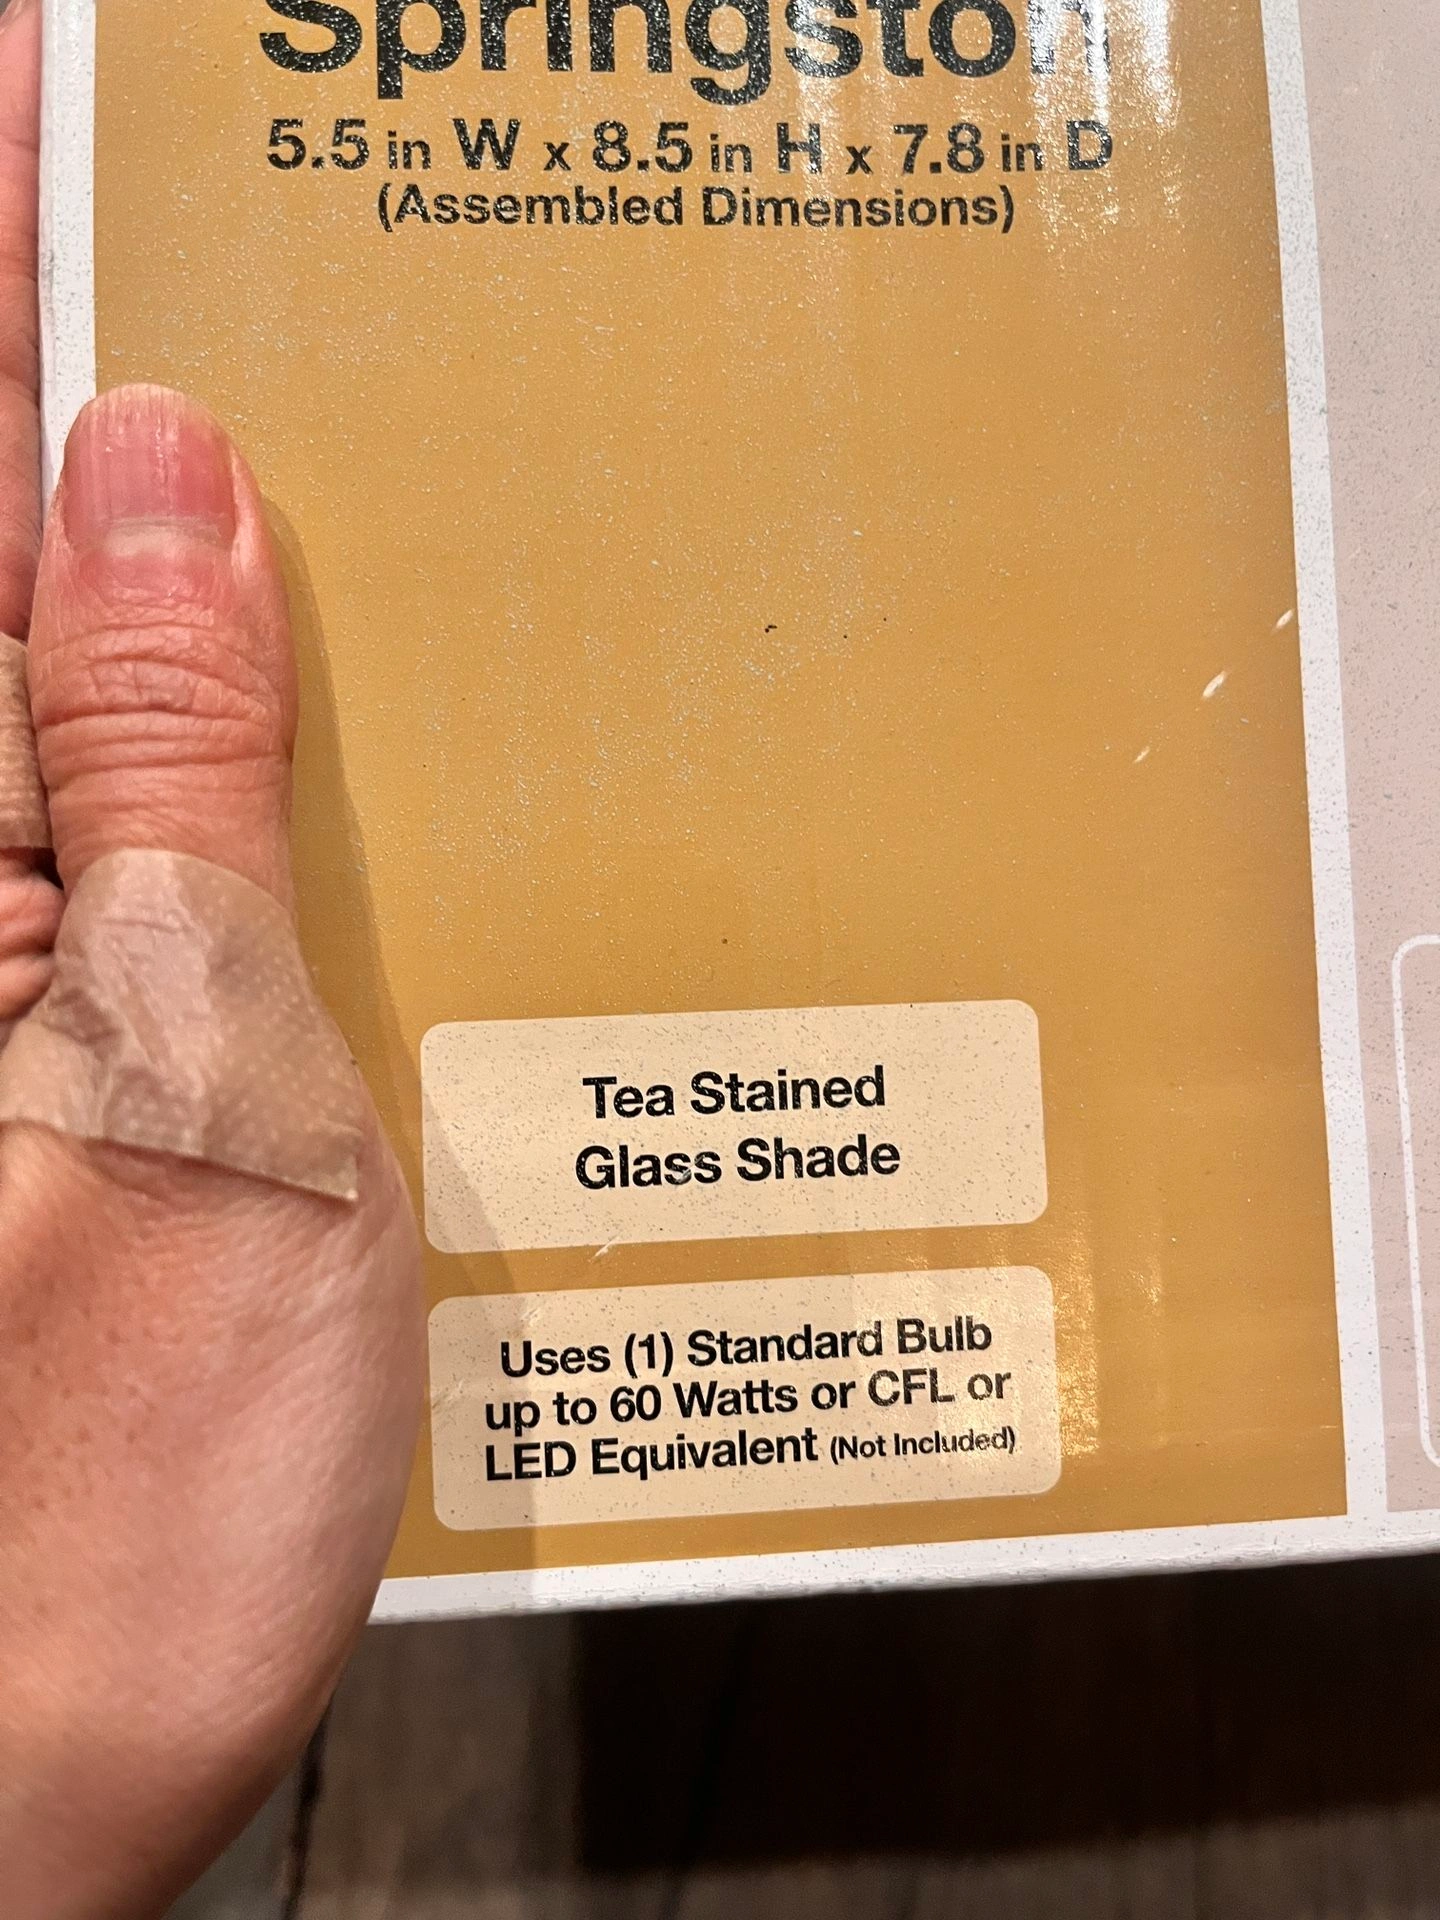 Springston
5.5 in W x 8.5 in H x 7.8 in D
(Assembled Dimensions)
Tea Stained
Glass Shade
Uses (1) Standard Bulb
up to 60 Watts or CFL or
LED Equivalent (Not Included)